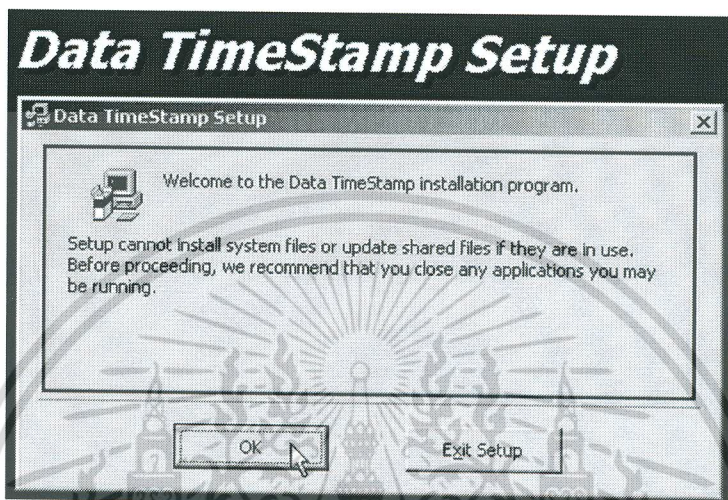 Data TimeStamp Setup
Data TimeStamp Setup
Welcome to the Data TimeStamp installation program.
Setup cannot install system files or update shared files if they are in use.
Before proceeding, we recommend that you close any applications you may
be running.
OK
Exit Setup